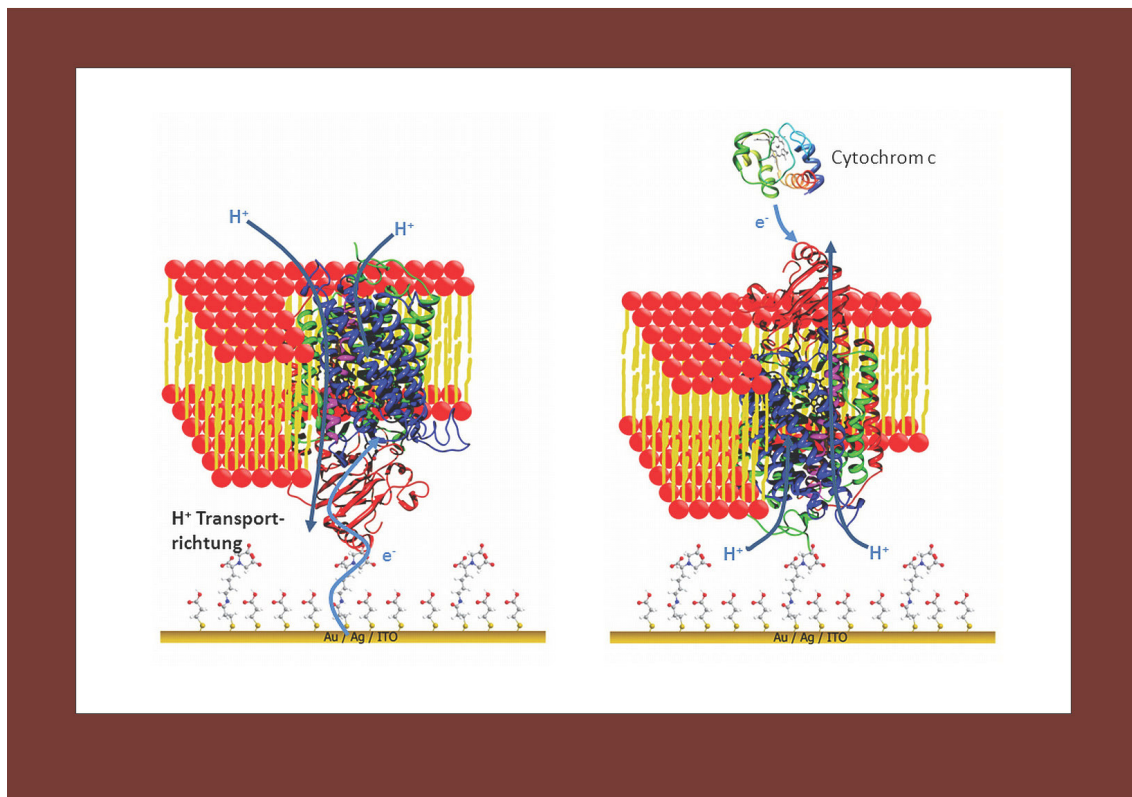 H⁺
H⁺
H⁺ Transport-
richtung
e⁻
Au / Ag / ITO
Cytochrom c
e⁻
H⁺
H⁺
Au / Ag / ITO